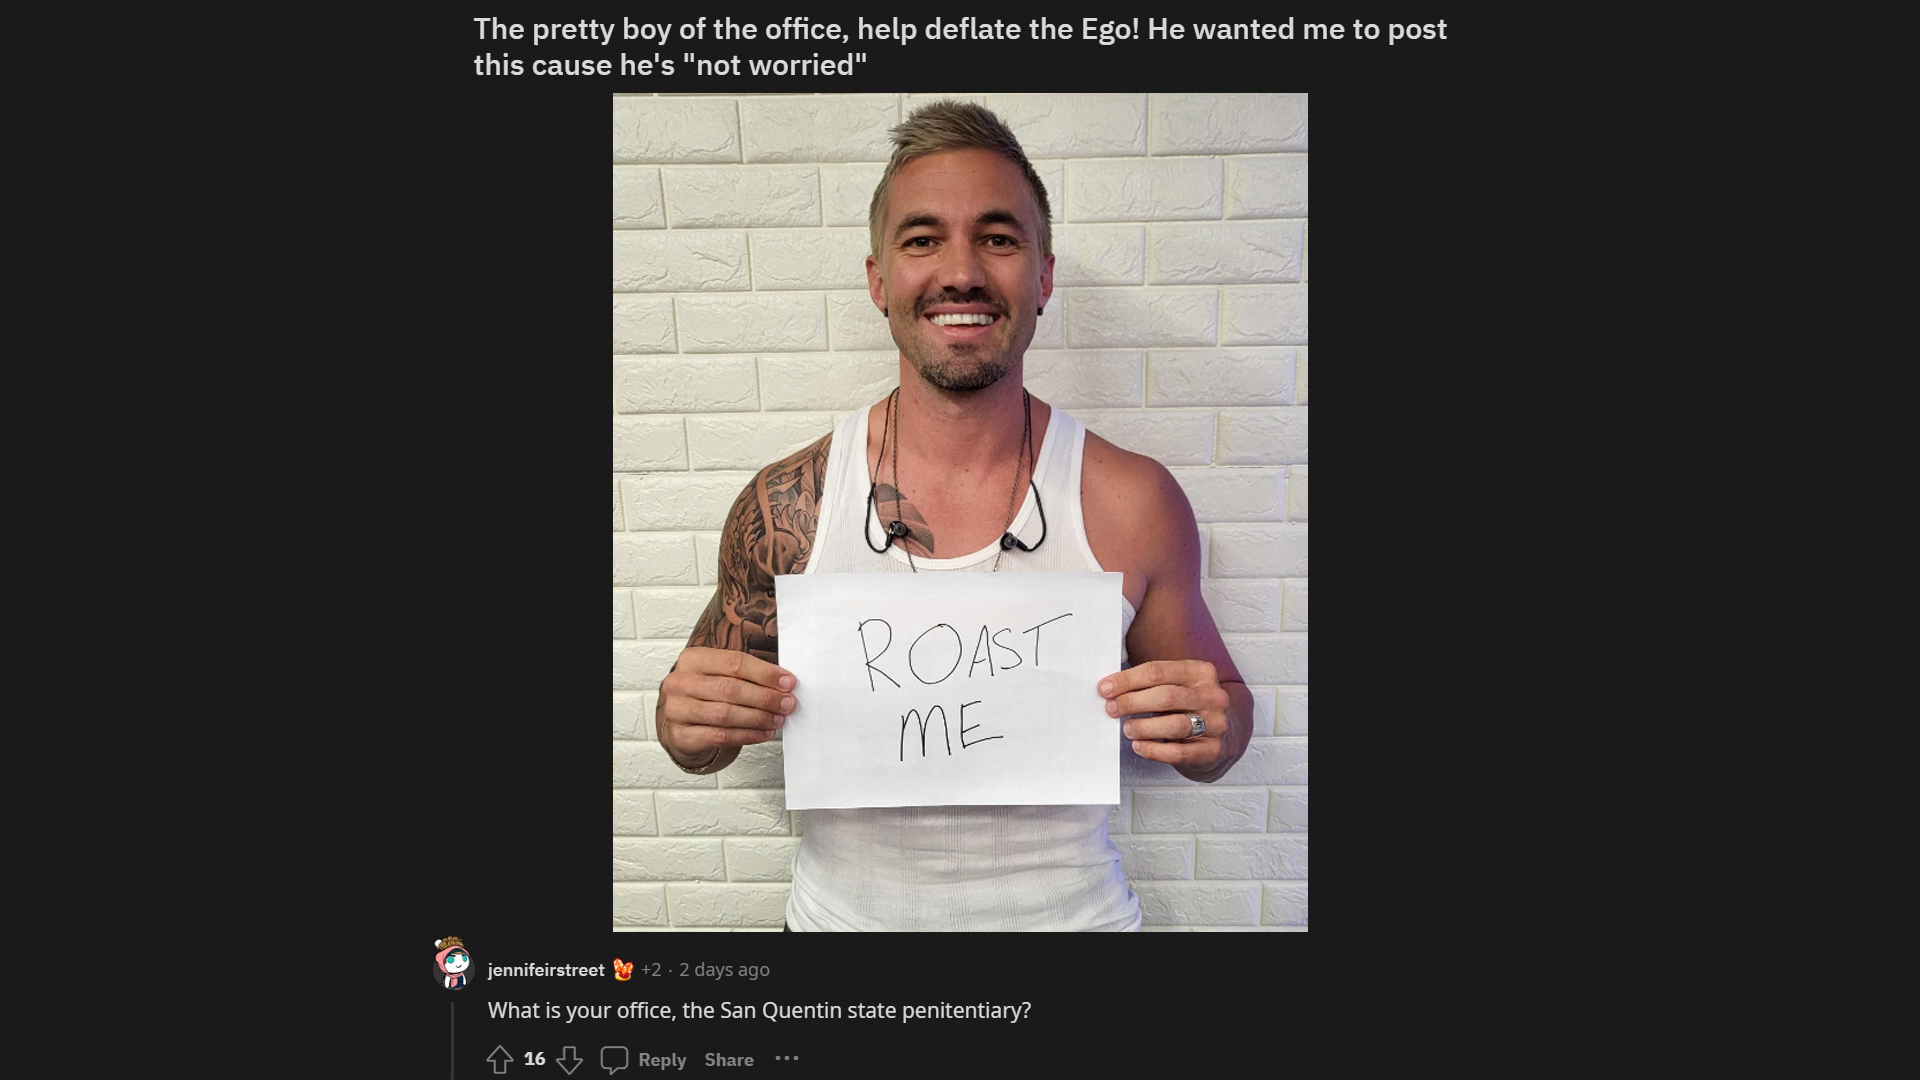 The pretty boy of the office, help deflate the Ego! He wanted me to post
this cause he's "not worried"
ROAST
ME
jennifeirstreet +2 · 2 days ago
What is your office, the San Quentin state penitentiary?
16 Reply Share ···